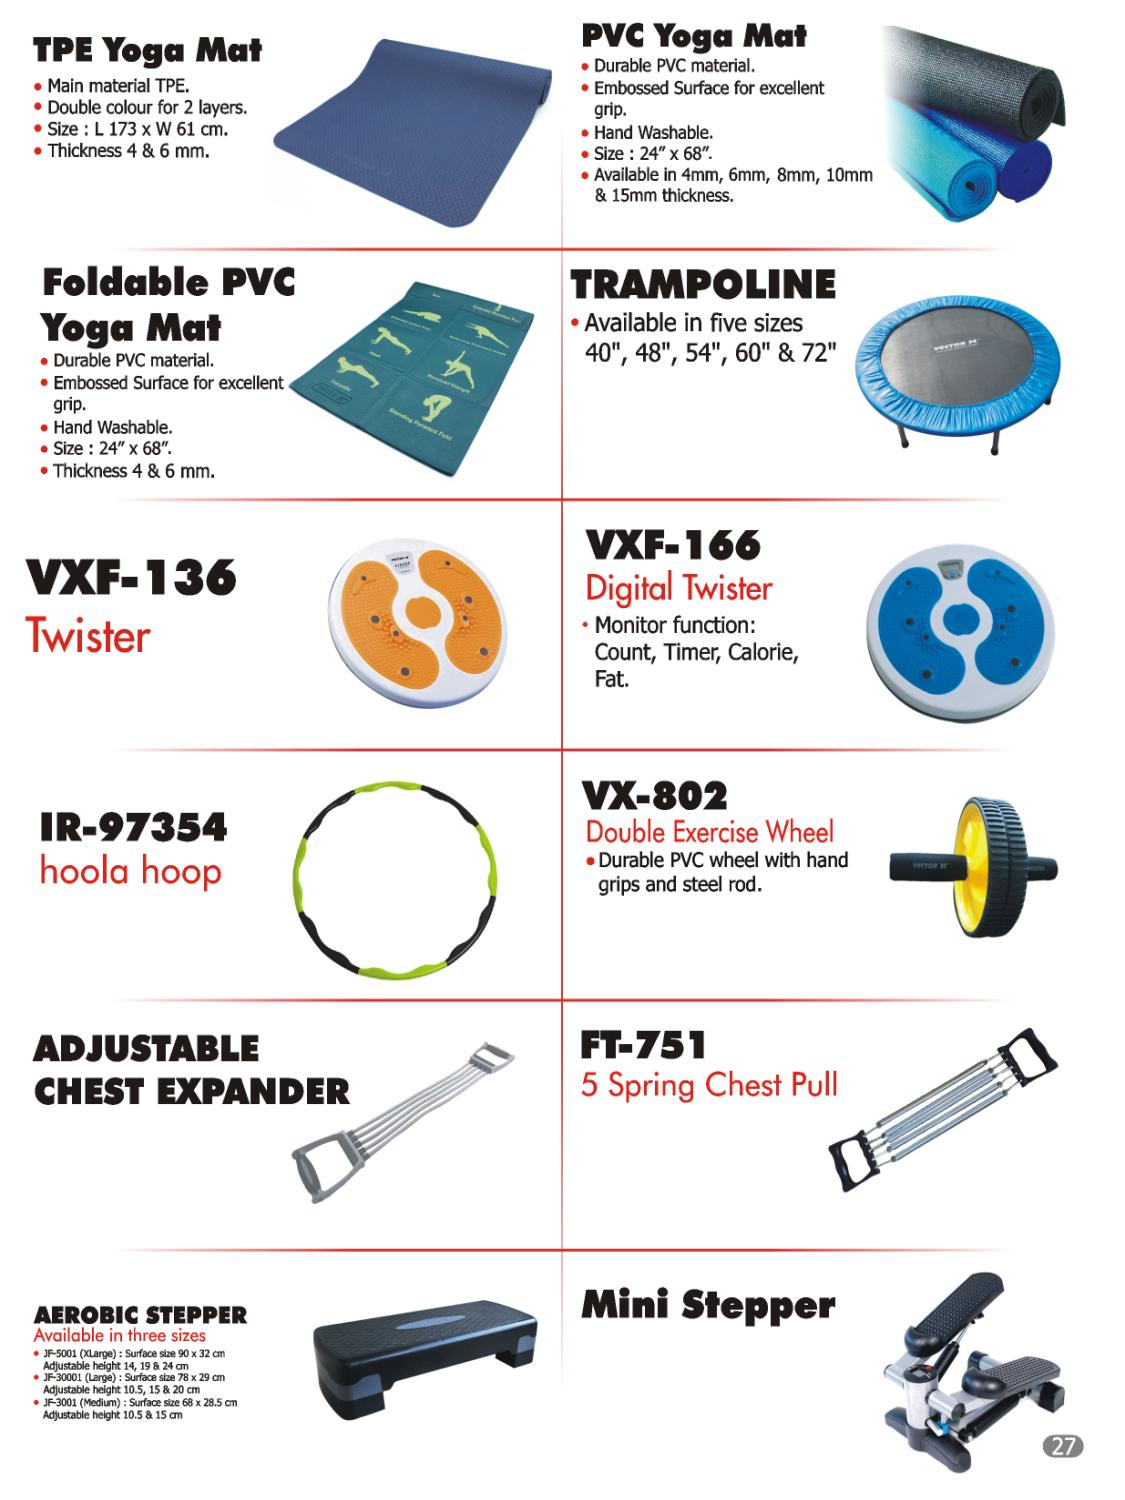 TPE Yoga Mat
• Main material TPE.
• Double colour for 2 layers.
• Size : L 173 x W 61 cm.
• Thickness 4 & 6 mm.
PVC Yoga Mat
• Durable PVC material.
• Embossed Surface for excellent
grip.
• Hand Washable.
• Size : 24” x 68”.
• Available in 4mm, 6mm, 8mm, 10mm
& 15mm thickness.
Foldable PVC
Yoga Mat
• Durable PVC material.
• Embossed Surface for excellent
grip.
• Hand Washable.
• Size : 24” x 68”.
• Thickness 4 & 6 mm.
Standing Forward Fold
TRAMPOLINE
• Available in five sizes
40", 48", 54", 60" & 72"
VECTOR X
VXF-136
Twister
VECTOR X
VXF-166
Digital Twister
• Monitor function:
Count, Timer, Calorie,
Fat.
IR-97354
hoola hoop
VX-802
Double Exercise Wheel
• Durable PVC wheel with hand
grips and steel rod.
VECTOR X
ADJUSTABLE
CHEST EXPANDER
FT-751
5 Spring Chest Pull
AEROBIC STEPPER
Available in three sizes
• JF-5001 (XLarge) : Surface size 90 x 32 cm
Adjustable height 14, 19 & 24 cm
• JF-30001 (Large) : Surface size 78 x 29 cm
Adjustable height 10.5, 15 & 20 cm
• JF-3001 (Medium) : Surface size 68 x 28.5 cm
Adjustable height 10.5 & 15 cm
Mini Stepper
27